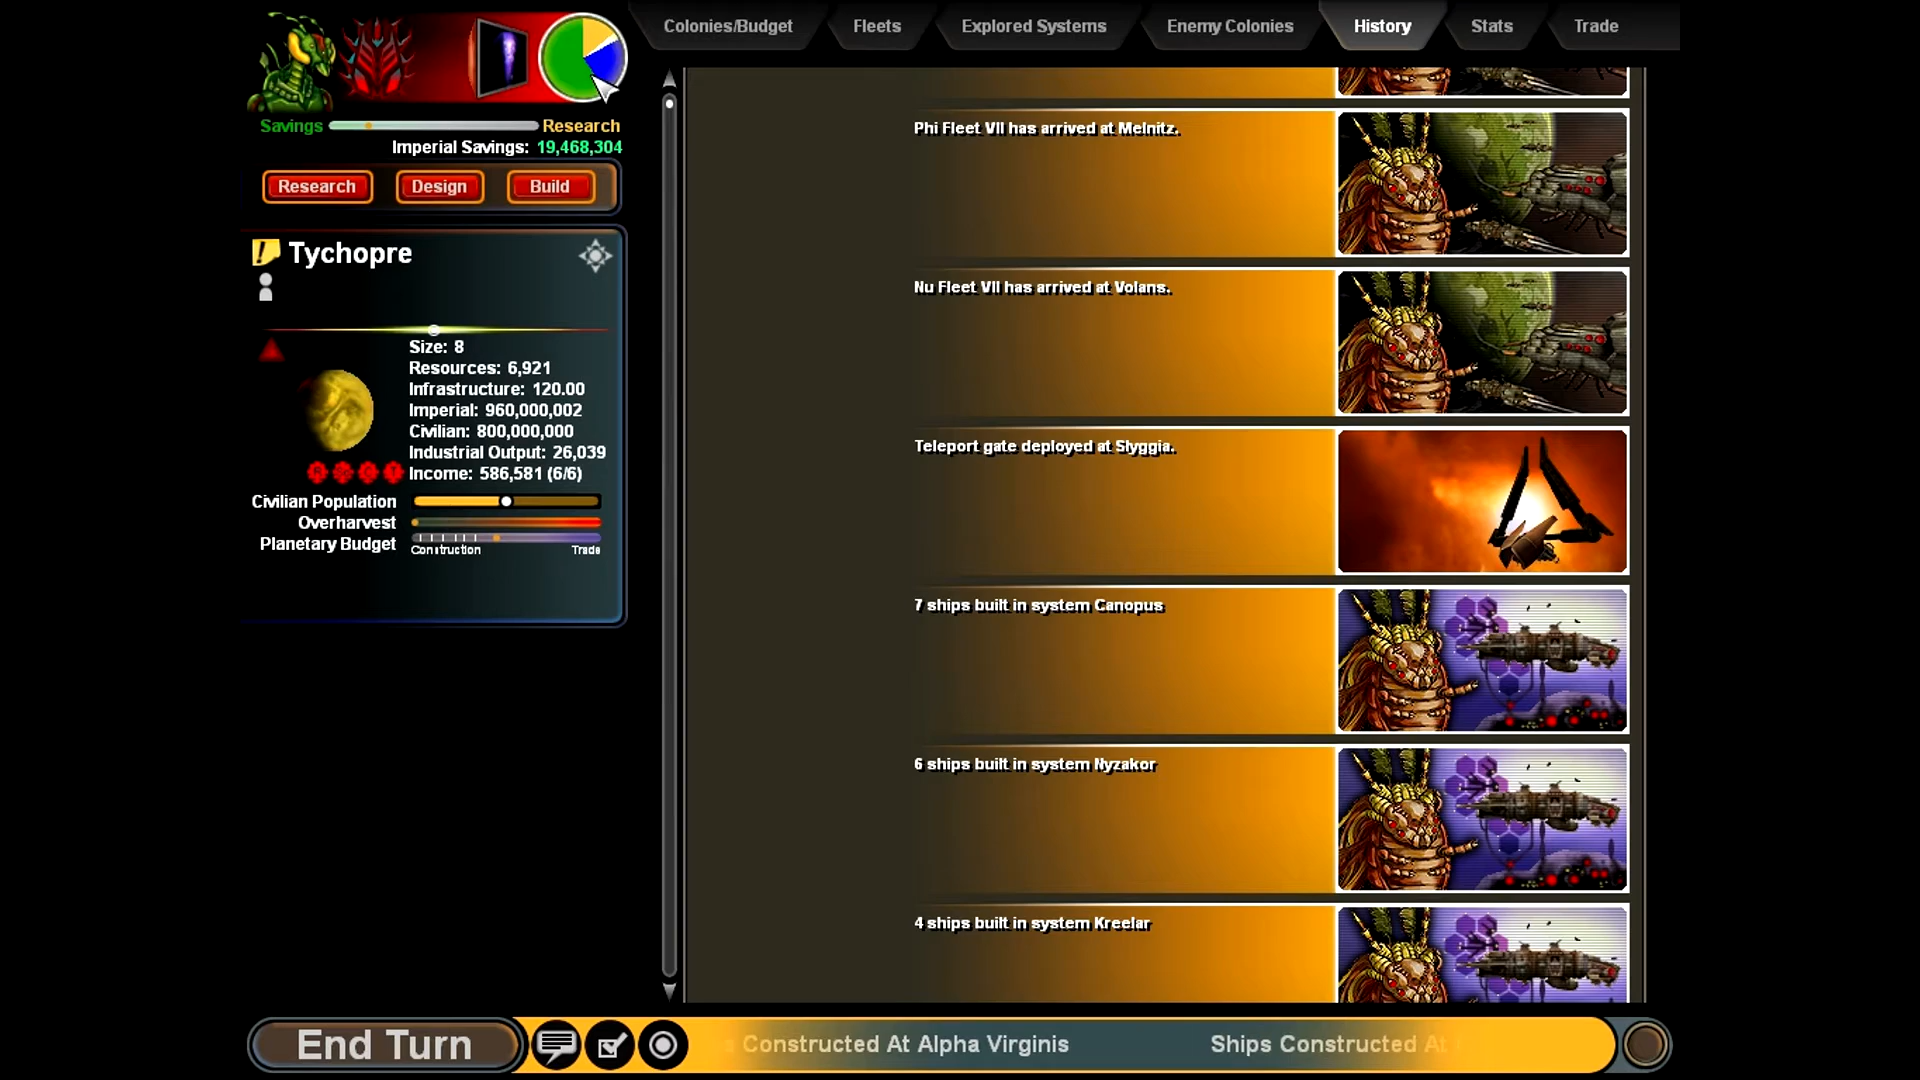 Colonies/Budget
Fleets
Explored Systems
Enemy Colonies
History
Stats
Trade
Savings
Research
Imperial Savings: 19,468,304
Research
Design
Build
Tychopre
Size: 8
Resources: 6,921
Infrastructure: 120.00
Imperial: 960,000,002
Civilian: 800,000,000
Industrial Output: 26,039
Income: 586,581 (6/6)
Civilian Population
Overharvest
Planetary Budget
Construction
Trade
Phi Fleet VII has arrived at Melnitz.
Nu Fleet VII has arrived at Volans.
Teleport gate deployed at Slyggia.
7 ships built in system Canopus
6 ships built in system Nyzakor
4 ships built in system Kreelar
End Turn
Constructed At Alpha Virginis
Ships Constructed At